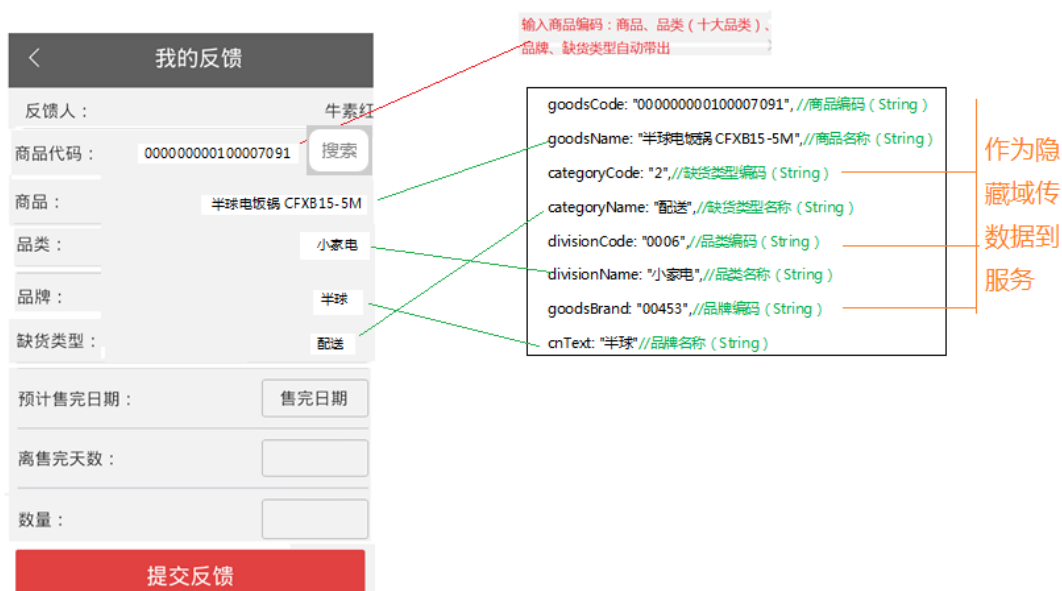 输入商品编码：商品、品类（十大品类）、
品牌、缺货类型自动带出
我的反馈
反馈人：
牛素红
商品代码：
000000000100007091
搜索
商品：
半球电饭锅 CFXB15-5M
品类：
小家电
品牌：
半球
缺货类型：
配送
预计售完日期：
售完日期
离售完天数：
数量：
提交反馈
goodsCode: "000000000100007091", //商品编码（String）
goodsName: "半球电饭锅 CFXB15-5M",//商品名称（String）
categoryCode: "2",//缺货类型编码（String）
categoryName: "配送",//缺货类型名称（String）
divisionCode: "0006",//品类编码（String）
divisionName: "小家电",//品类名称（String）
goodsBrand: "00453",//品牌编码（String）
cnText: "半球"//品牌名称（String）
作为隐
藏域传
数据到
服务